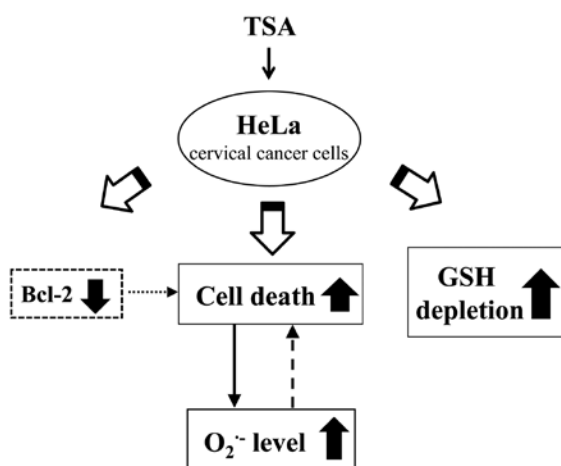 TSA
HeLa
cervical cancer cells
Bcl-2
Cell death
GSH
depletion
O₂·- level